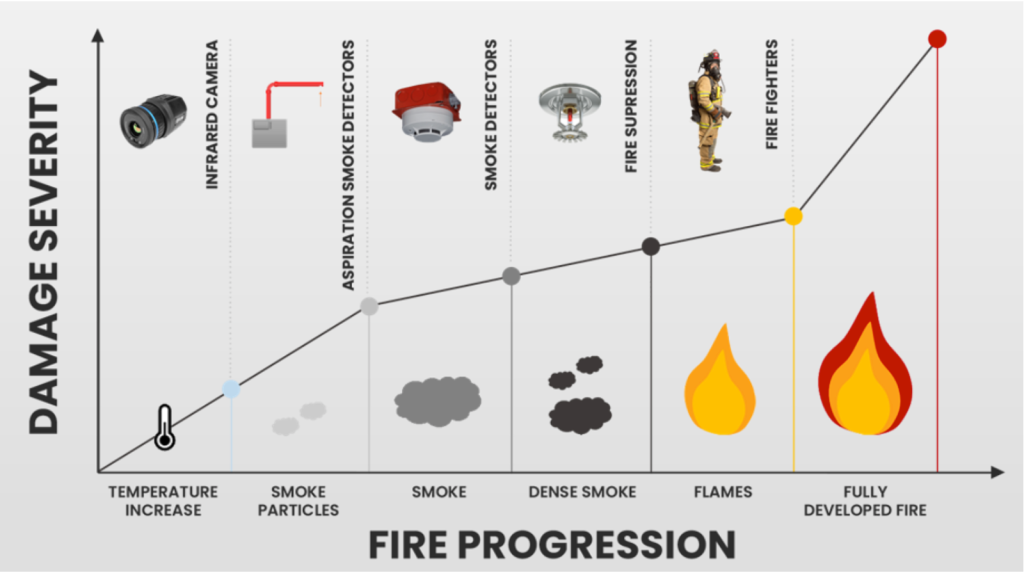 DAMAGE SEVERITY
INFRARED CAMERA
ASPIRATION SMOKE DETECTORS
SMOKE DETECTORS
FIRE SUPRESSION
FIRE FIGHTERS
TEMPERATURE
INCREASE
SMOKE
PARTICLES
SMOKE
DENSE SMOKE
FLAMES
FULLY
DEVELOPED FIRE
FIRE PROGRESSION